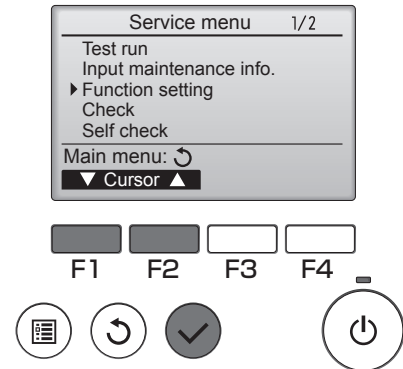 Service menu 1/2
Test run
Input maintenance info.
Function setting
Check
Self check
Main menu:
▼ Cursor ▲
F1 F2 F3 F4